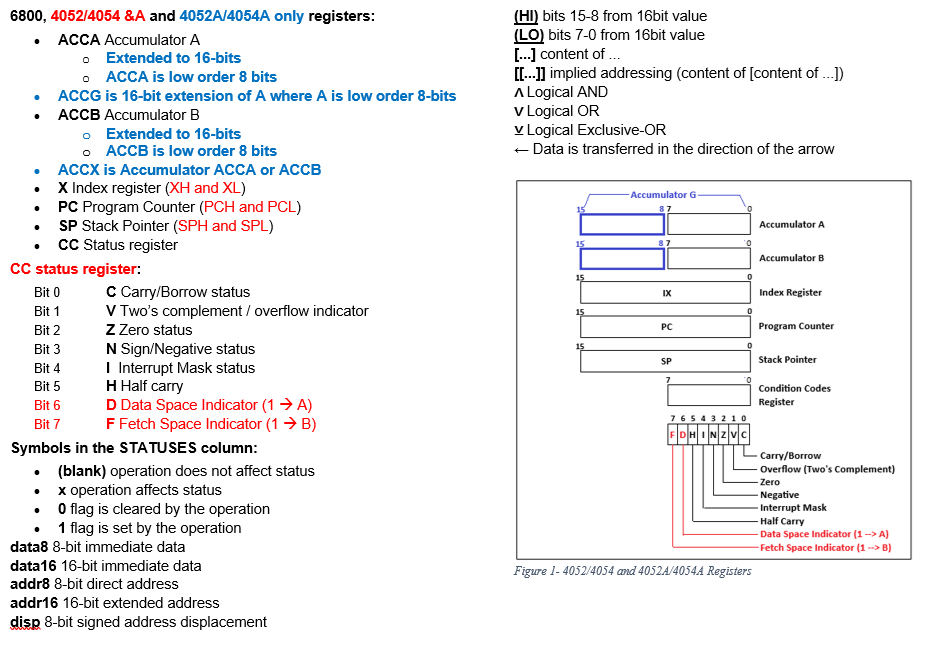 6800, 4052/4054 &A and 4052A/4054A only registers:
• ACCA Accumulator A
o Extended to 16-bits
o ACCA is low order 8 bits
• ACCG is 16-bit extension of A where A is low order 8-bits
• ACCB Accumulator B
o Extended to 16-bits
o ACCB is low order 8 bits
• ACCX is Accumulator ACCA or ACCB
• X Index register (XH and XL)
• PC Program Counter (PCH and PCL)
• SP Stack Pointer (SPH and SPL)
• CC Status register
CC status register:
Bit 0 C Carry/Borrow status
Bit 1 V Two's complement / overflow indicator
Bit 2 Z Zero status
Bit 3 N Sign/Negative status
Bit 4 I Interrupt Mask status
Bit 5 H Half carry
Bit 6 D Data Space Indicator (1 → A)
Bit 7 F Fetch Space Indicator (1 → B)
Symbols in the STATUSES column:
• (blank) operation does not affect status
• x operation affects status
• 0 flag is cleared by the operation
• 1 flag is set by the operation
data8 8-bit immediate data
data16 16-bit immediate data
addr8 8-bit direct address
addr16 16-bit extended address
disp 8-bit signed address displacement
(HI) bits 15-8 from 16bit value
(LO) bits 7-0 from 16bit value
[...] content of ...
[[...]] implied addressing (content of [content of ...])
∧ Logical AND
∨ Logical OR
⊻ Logical Exclusive-OR
← Data is transferred in the direction of the arrow
Accumulator G
15 8 7 0
Accumulator A
15 8 7 0
Accumulator B
15 0
IX Index Register
15 0
PC Program Counter
15 0
SP Stack Pointer
7 0
Condition Codes
Register
7 6 5 4 3 2 1 0
F D H I N Z V C
Carry/Borrow
Overflow (Two's Complement)
Zero
Negative
Interrupt Mask
Half Carry
Data Space Indicator (1 --> A)
Fetch Space Indicator (1 --> B)
Figure 1- 4052/4054 and 4052A/4054A Registers